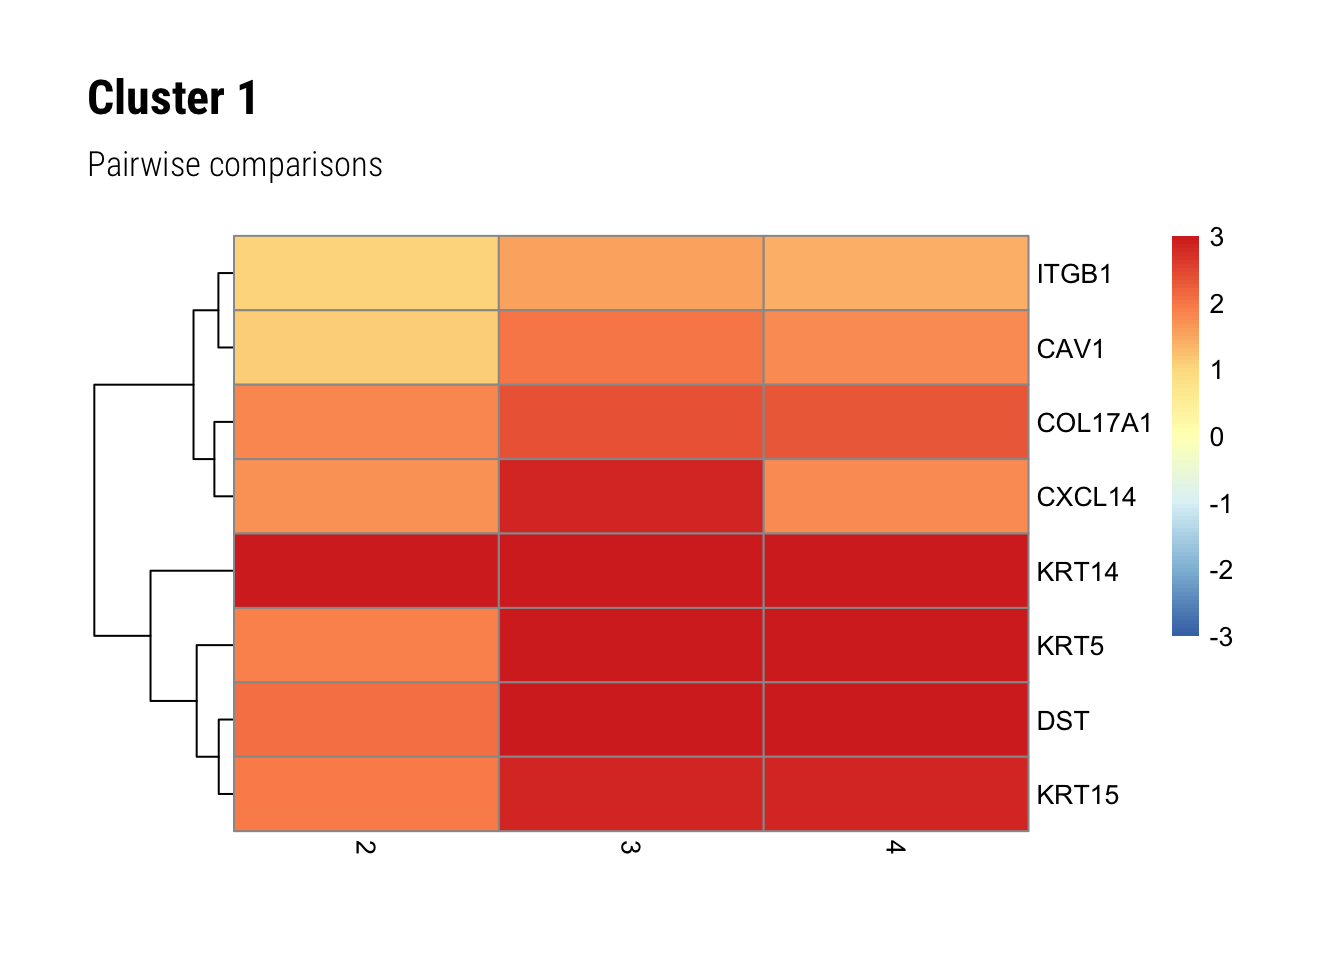 Cluster 1
Pairwise comparisons
ITGB1
CAV1
COL17A1
CXCL14
KRT14
KRT5
DST
KRT15
2
3
4
3
2
1
0
-1
-2
-3